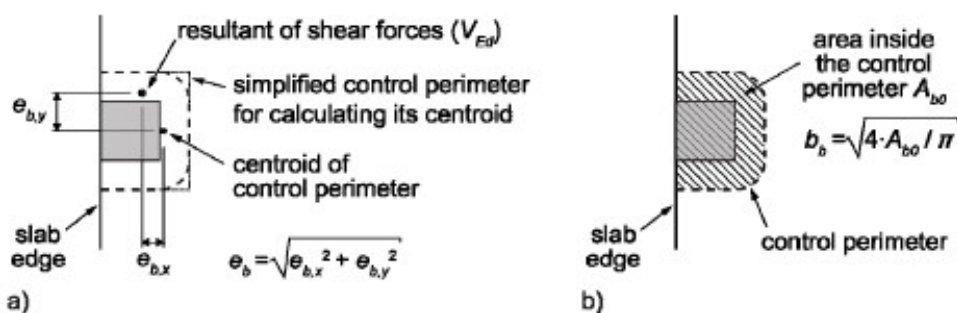 resultant of shear forces (V_Ed)
simplified control perimeter
for calculating its centroid
e_b,y
centroid of
control perimeter
slab
edge
e_b,x
e_b = √(e_b,x² + e_b,y²)
a)
area inside
the control
perimeter A_b0
b_b = √(4·A_b0 / π)
slab
edge
control perimeter
b)